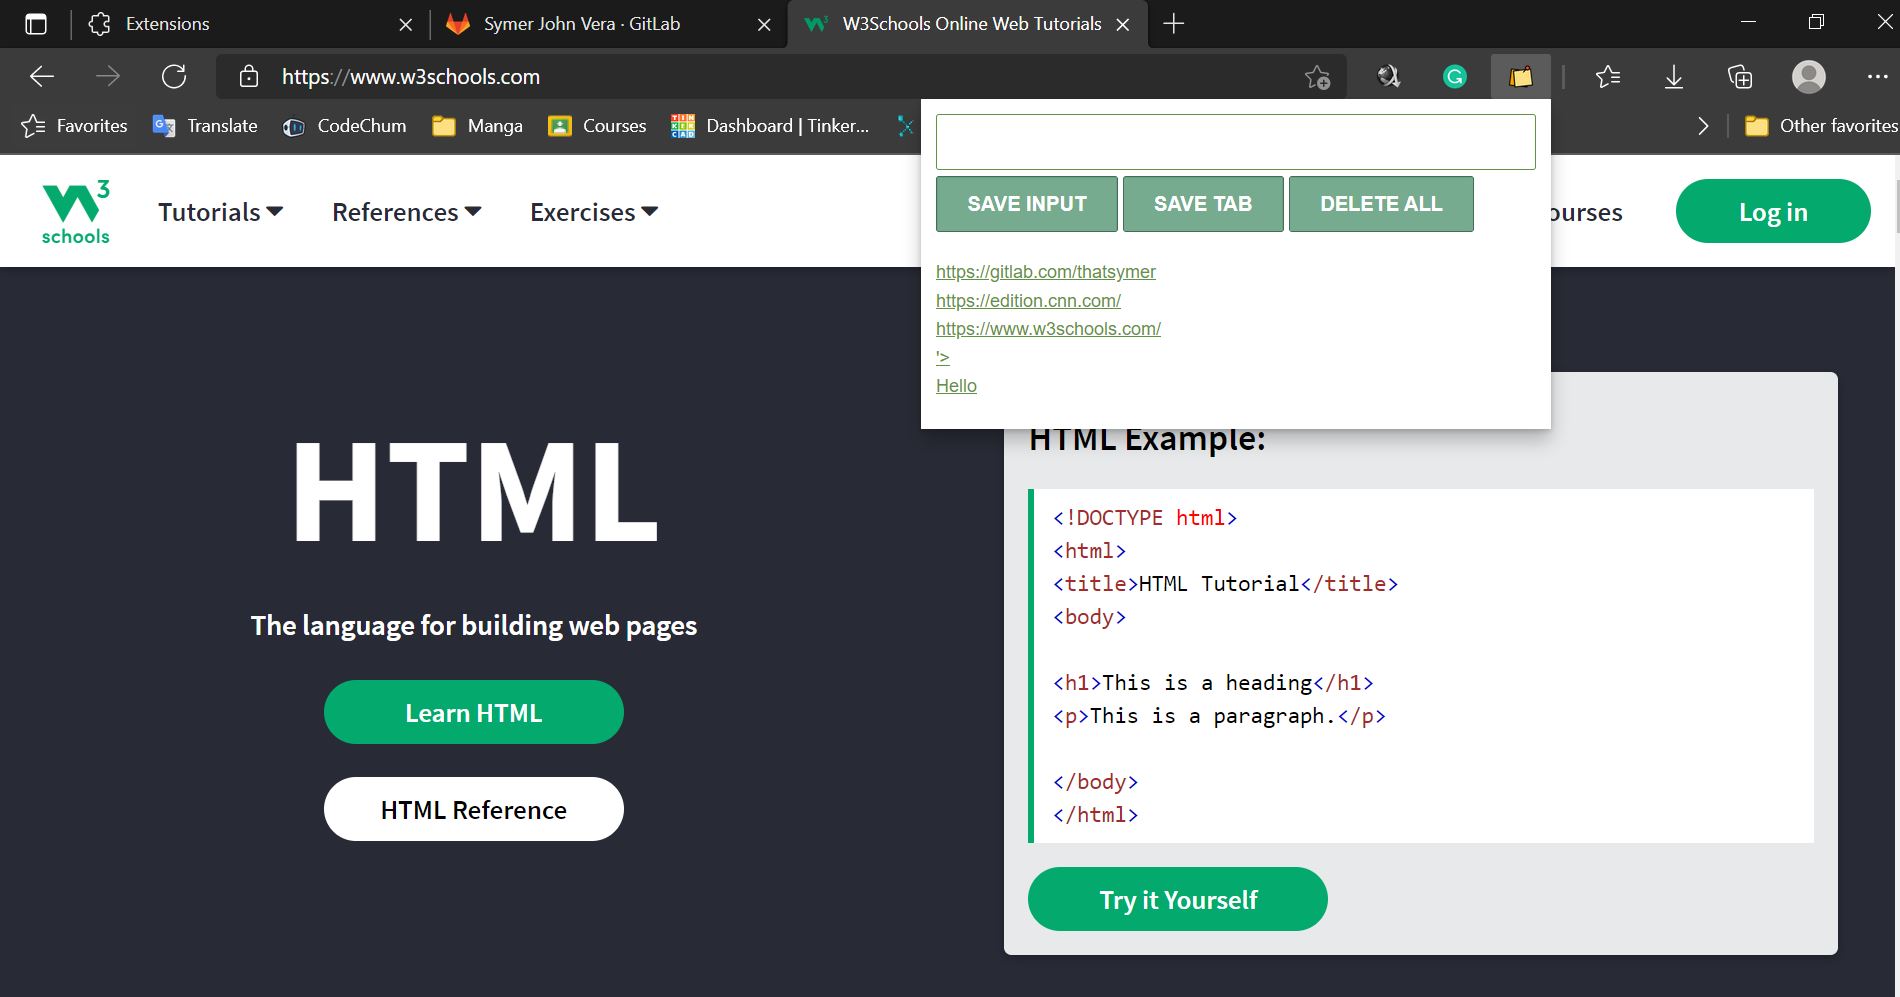 Extensions
Symer John Vera · GitLab
W3Schools Online Web Tutorials
https://www.w3schools.com
Favorites
Translate
CodeChum
Manga
Courses
Dashboard | Tinker...
Other favorites
W3
schools
Tutorials
References
Exercises
ourses
Log in
SAVE INPUT
SAVE TAB
DELETE ALL
https://gitlab.com/thatsymer
https://edition.cnn.com/
https://www.w3schools.com/
'>
Hello
HTML
The language for building web pages
Learn HTML
HTML Reference
HTML Example:
<!DOCTYPE html>
<html>
<title>HTML Tutorial</title>
<body>
<h1>This is a heading</h1>
<p>This is a paragraph.</p>
</body>
</html>
Try it Yourself